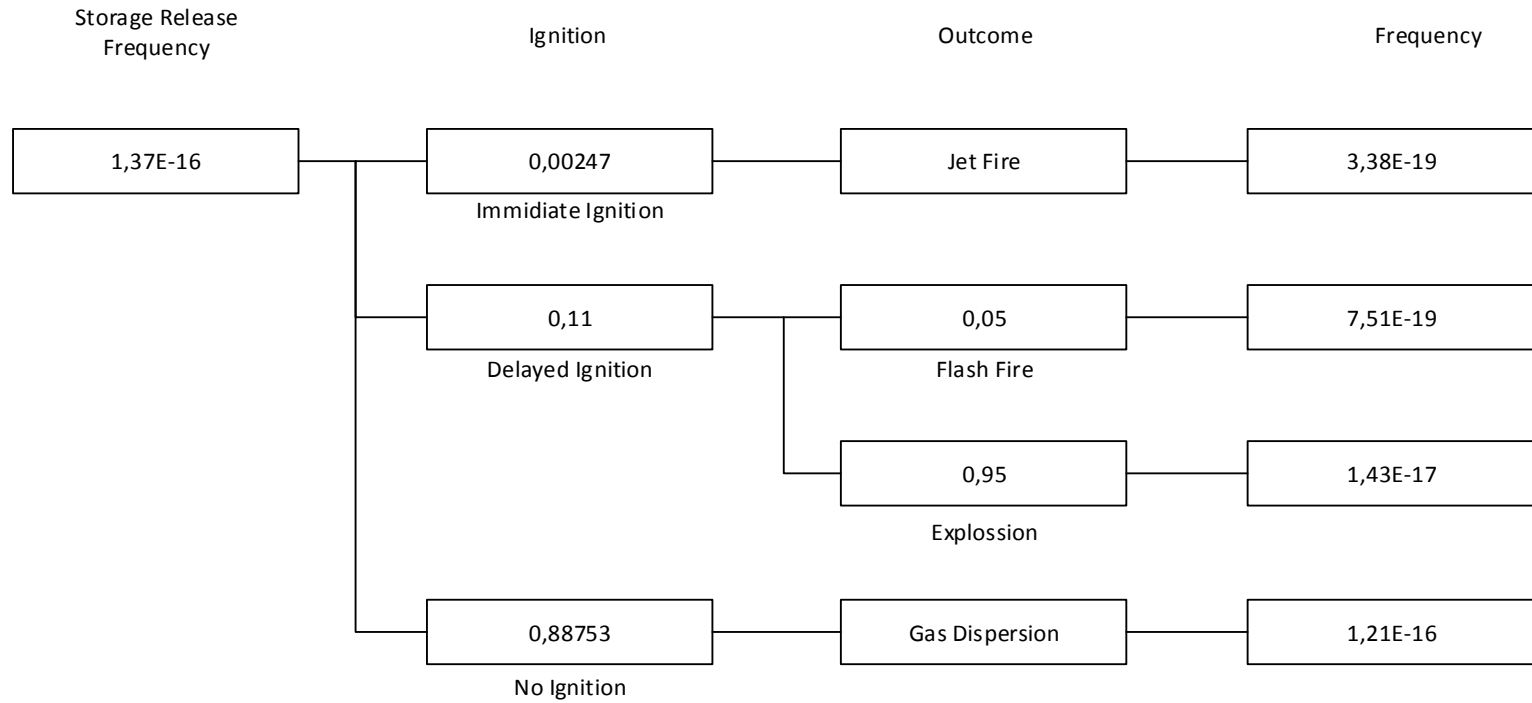 Storage Release
Frequency
Ignition
Outcome
Frequency
1,37E-16
0,00247
Jet Fire
3,38E-19
Immidiate Ignition
0,11
0,05
7,51E-19
Delayed Ignition
Flash Fire
0,95
1,43E-17
Explossion
0,88753
Gas Dispersion
1,21E-16
No Ignition